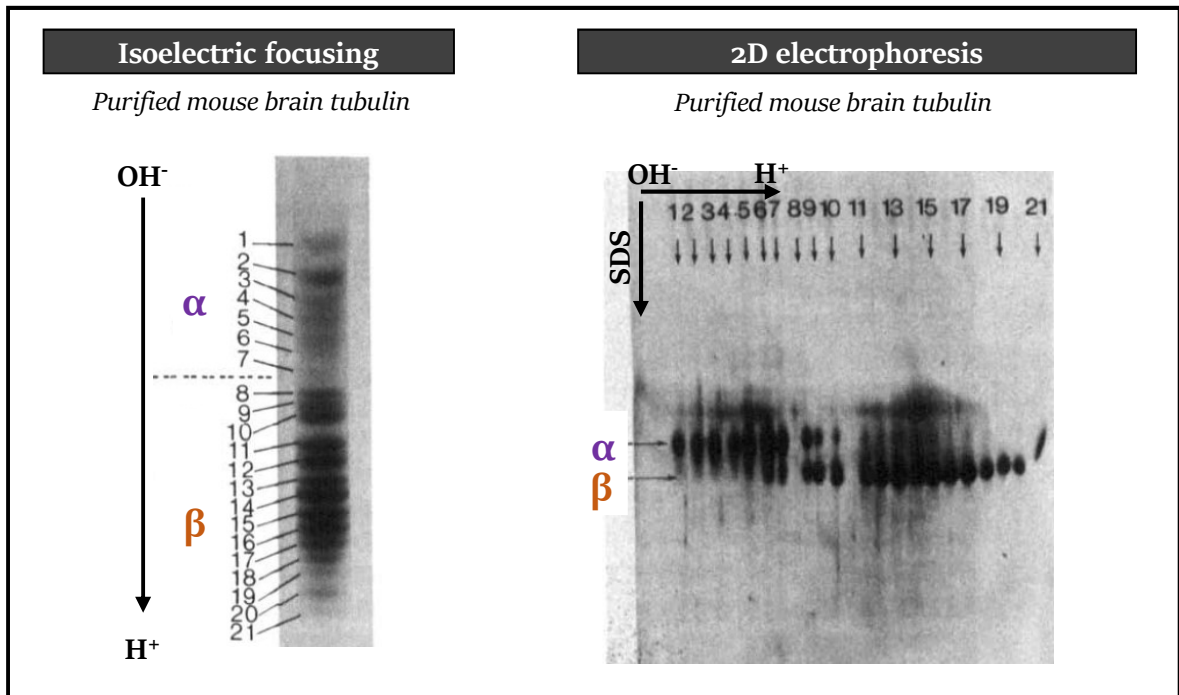 Isoelectric focusing
Purified mouse brain tubulin
OH-
1
2
3
4
5
6
7
α
8
9
10
11
12
13
14
15
16
17
18
19
20
21
β
H+
2D electrophoresis
Purified mouse brain tubulin
OH- H+
12 34 567 8910 11 13 15 17 19 21
SDS
α
β